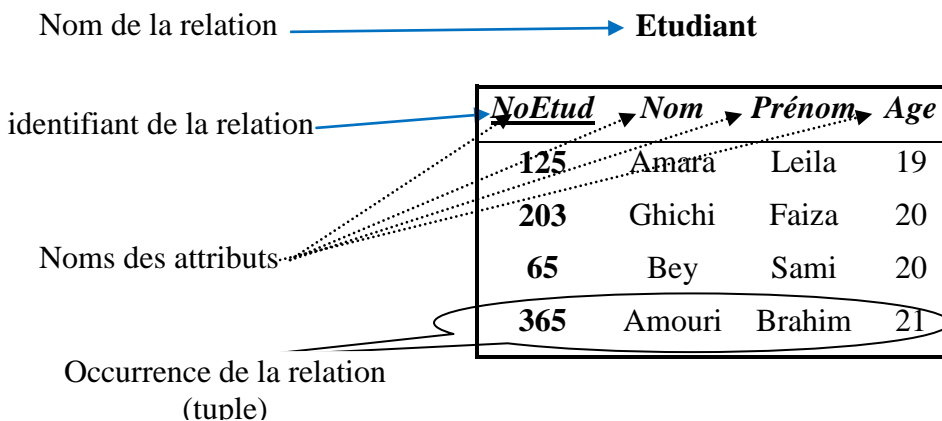 Nom de la relation Etudiant
identifiant de la relation NoEtud Nom Prénom Age
125 Amara Leila 19
203 Ghichi Faiza 20
Noms des attributs
65 Bey Sami 20
365 Amouri Brahim 21
Occurrence de la relation
(tuple)